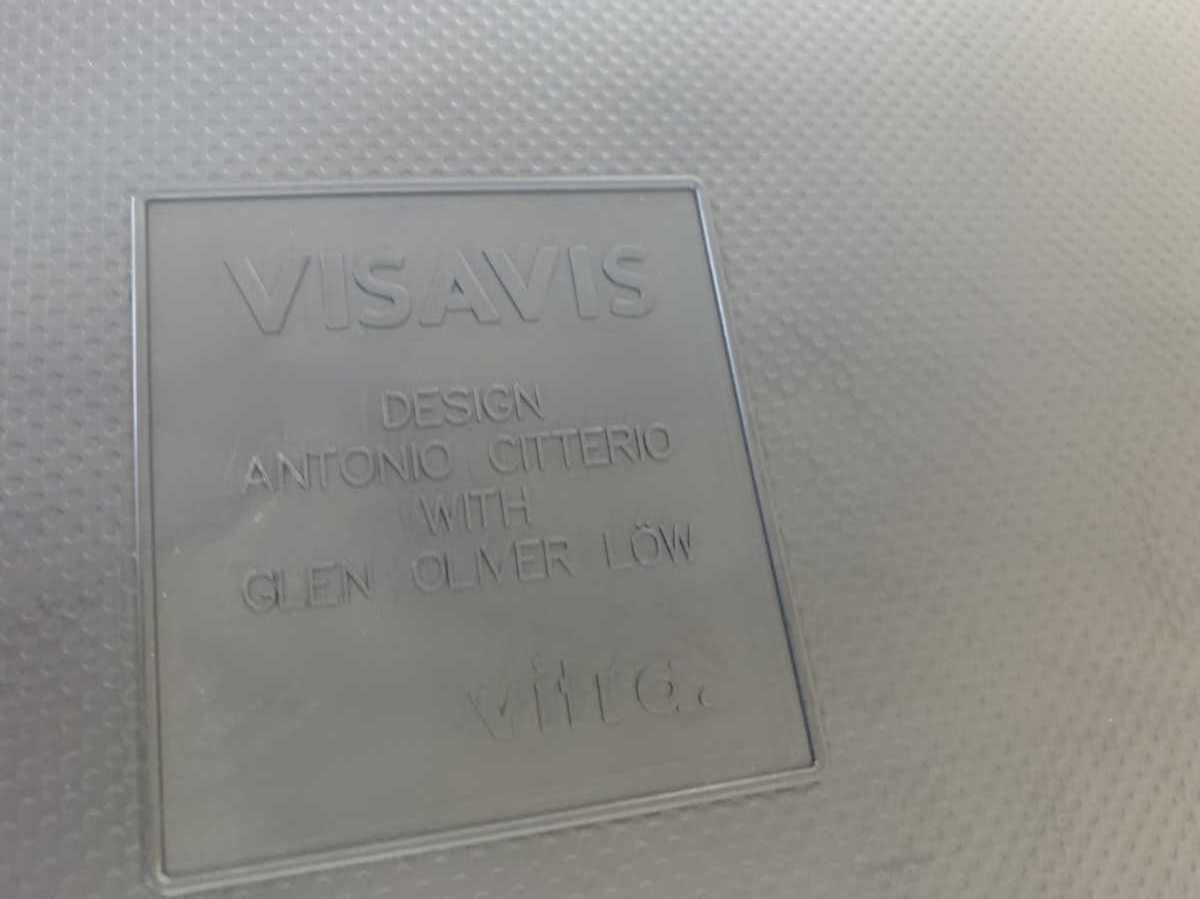 VISAVIS
DESIGN
ANTONIO CITTERIO
WITH
GLEN OLIVER LÖW
vitra.